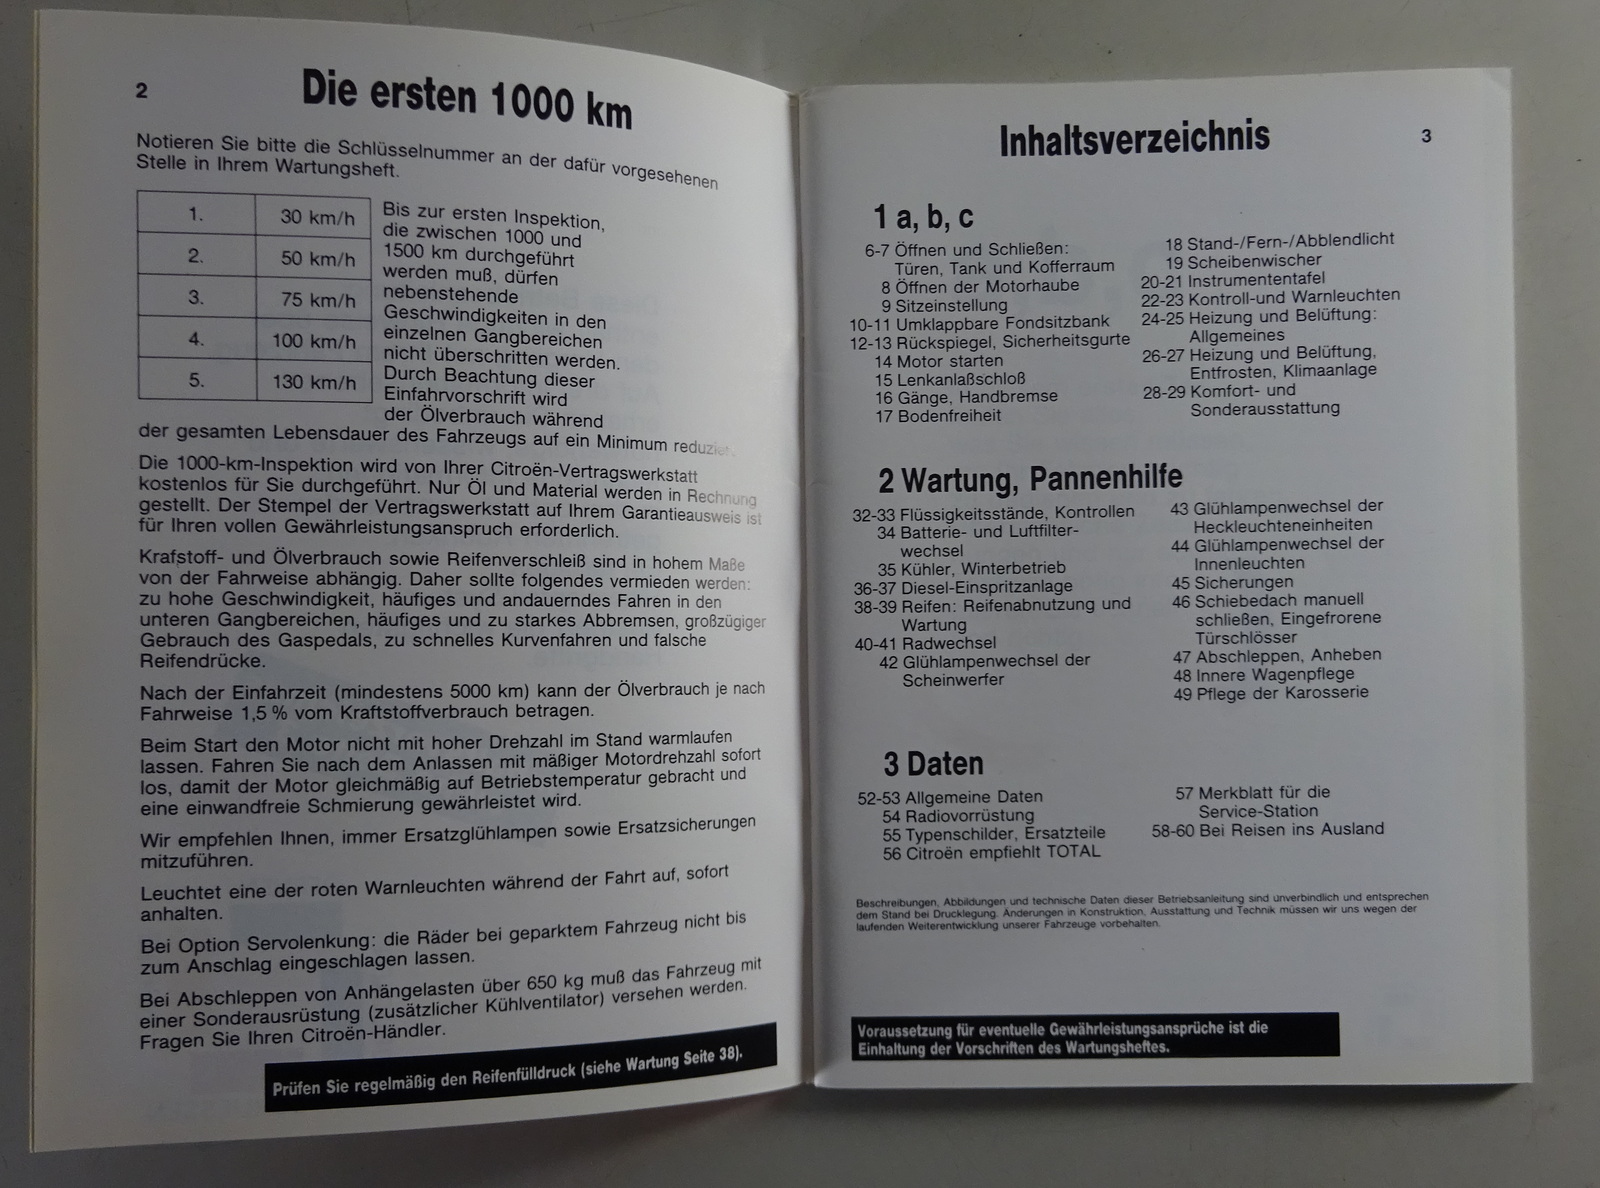 2
Die ersten 1000 km
Notieren Sie bitte die Schlüsselnummer an der dafür vorgesehenen
Stelle in Ihrem Wartungsheft.
1. 30 km/h
2. 50 km/h
3. 75 km/h
4. 100 km/h
5. 130 km/h
Bis zur ersten Inspektion,
die zwischen 1000 und
1500 km durchgeführt
werden muß, dürfen
nebenstehende
Geschwindigkeiten in den
einzelnen Gangbereichen
nicht überschritten werden.
Durch Beachtung dieser
Einfahrvorschrift wird
der Ölverbrauch während
der gesamten Lebensdauer des Fahrzeugs auf ein Minimum reduziert.
Die 1000-km-Inspektion wird von Ihrer Citroën-Vertragswerkstatt
kostenlos für Sie durchgeführt. Nur Öl und Material werden in Rechnung
gestellt. Der Stempel der Vertragswerkstatt auf Ihrem Garantieausweis ist
für Ihren vollen Gewährleistungsanspruch erforderlich.
Krafstoff- und Ölverbrauch sowie Reifenverschleiß sind in hohem Maße
von der Fahrweise abhängig. Daher sollte folgendes vermieden werden:
zu hohe Geschwindigkeit, häufiges und andauerndes Fahren in den
unteren Gangbereichen, häufiges und zu starkes Abbremsen, großzügiger
Gebrauch des Gaspedals, zu schnelles Kurvenfahren und falsche
Reifendrücke.
Nach der Einfahrzeit (mindestens 5000 km) kann der Ölverbrauch je nach
Fahrweise 1,5 % vom Kraftstoffverbrauch betragen.
Beim Start den Motor nicht mit hoher Drehzahl im Stand warmlaufen
lassen. Fahren Sie nach dem Anlassen mit mäßiger Motordrehzahl sofort
los, damit der Motor gleichmäßig auf Betriebstemperatur gebracht und
eine einwandfreie Schmierung gewährleistet wird.
Wir empfehlen Ihnen, immer Ersatzglühlampen sowie Ersatzsicherungen
mitzuführen.
Leuchtet eine der roten Warnleuchten während der Fahrt auf, sofort
anhalten.
Bei Option Servolenkung: die Räder bei geparktem Fahrzeug nicht bis
zum Anschlag eingeschlagen lassen.
Bei Abschleppen von Anhängelasten über 650 kg muß das Fahrzeug mit
einer Sonderausrüstung (zusätzlicher Kühlventilator) versehen werden.
Fragen Sie Ihren Citroën-Händler.
Prüfen Sie regelmäßig den Reifenfülldruck (siehe Wartung Seite 38).
Inhaltsverzeichnis
3
1 a, b, c
6-7 Öffnen und Schließen:
Türen, Tank und Kofferraum
8 Öffnen der Motorhaube
9 Sitzeinstellung
10-11 Umklappbare Fondsitzbank
12-13 Rückspiegel, Sicherheitsgurte
14 Motor starten
15 Lenkanlaßschloß
16 Gänge, Handbremse
17 Bodenfreiheit
18 Stand-/Fern-/Abblendlicht
19 Scheibenwischer
20-21 Instrumententafel
22-23 Kontroll-und Warnleuchten
24-25 Heizung und Belüftung:
Allgemeines
26-27 Heizung und Belüftung,
Entfrosten, Klimaanlage
28-29 Komfort- und
Sonderausstattung
2 Wartung, Pannenhilfe
32-33 Flüssigkeitsstände, Kontrollen
34 Batterie- und Luftfilter-
wechsel
35 Kühler, Winterbetrieb
36-37 Diesel-Einspritzanlage
38-39 Reifen: Reifenabnutzung und
Wartung
40-41 Radwechsel
42 Glühlampenwechsel der
Scheinwerfer
43 Glühlampenwechsel der
Heckleuchteneinheiten
44 Glühlampenwechsel der
Innenleuchten
45 Sicherungen
46 Schiebedach manuell
schließen, Eingefrorene
Türschlösser
47 Abschleppen, Anheben
48 Innere Wagenpflege
49 Pflege der Karosserie
3 Daten
52-53 Allgemeine Daten
54 Radiovorrüstung
55 Typenschilder, Ersatzteile
56 Citroën empfiehlt TOTAL
57 Merkblatt für die
Service-Station
58-60 Bei Reisen ins Ausland
Beschreibungen, Abbildungen und technische Daten dieser Betriebsanleitung sind unverbindlich und entsprechen
dem Stand bei Drucklegung. Änderungen in Konstruktion, Ausstattung und Technik müssen wir uns wegen der
laufenden Weiterentwicklung unserer Fahrzeuge vorbehalten.
Voraussetzung für eventuelle Gewährleistungsansprüche ist die
Einhaltung der Vorschriften des Wartungsheftes.